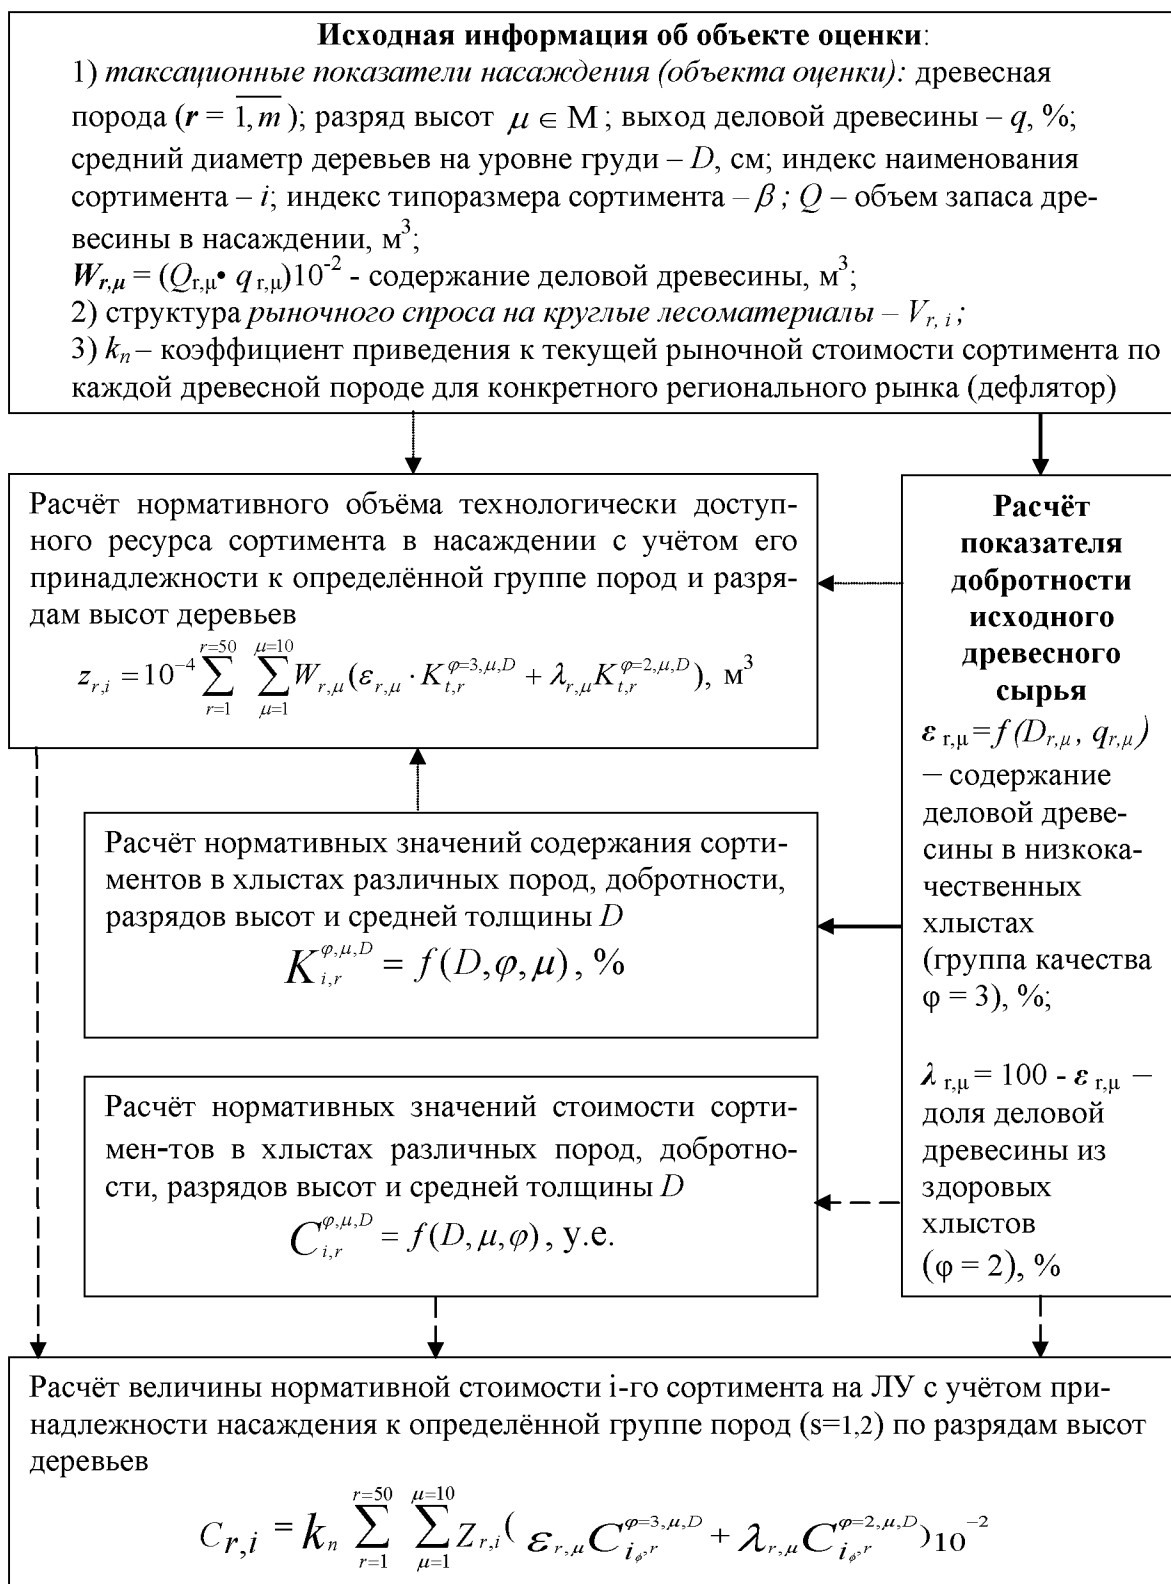 Исходная информация об объекте оценки:
1) таксационные показатели насаждения (объекта оценки): древесная
порода (r = \overline{1, m} ); разряд высот μ ∈ M ; выход деловой древесины – q, %;
средний диаметр деревьев на уровне груди – D, см; индекс наименования
сортимента – i; индекс типоразмера сортимента – β ; Q – объем запаса дре-
весины в насаждении, м³;
W_{r,μ} = (Q_{r,μ}• q_{r,μ})10^{-2} - содержание деловой древесины, м³;
2) структура рыночного спроса на круглые лесоматериалы – V_{r, i} ;
3) k_n – коэффициент приведения к текущей рыночной стоимости сортимента по
каждой древесной породе для конкретного регионального рынка (дефлятор)
Расчёт нормативного объёма технологически доступ-
ного ресурса сортимента в насаждении с учётом его
принадлежности к определённой группе пород и разря-
дам высот деревьев
z_{r,i} = 10^{-4} \sum_{r=1}^{r=50} \sum_{μ=1}^{μ=10} W_{r,μ}(ε_{r,μ} · K_{t,r}^{φ=3,μ,D} + λ_{r,μ} K_{t,r}^{φ=2,μ,D}), м³
Расчёт
показателя
добротности
исходного
древесного
сырья
ε_{r,μ} =f(D_{r,μ}, q_{r,μ})
– содержание
деловой древе-
сины в низкока-
чественных
хлыстах
(группа качества
φ = 3), %;
λ_{r,μ} = 100 - ε_{r,μ} –
доля деловой
древесины из
здоровых
хлыстов
(φ = 2), %
Расчёт нормативных значений содержания сорти-
ментов в хлыстах различных пород, добротности,
разрядов высот и средней толщины D
K_{i,r}^{φ,μ,D} = f(D,φ,μ), %
Расчёт нормативных значений стоимости сорти-
мен-тов в хлыстах различных пород, добротно-
сти, разрядов высот и средней толщины D
C_{i,r}^{φ,μ,D} = f(D,μ,φ), у.е.
Расчёт величины нормативной стоимости i-го сортимента на ЛУ с учётом при-
надлежности насаждения к определённой группе пород (s=1,2) по разрядам высот
деревьев
C_{r,i} = k_n \sum_{r=1}^{r=50} \sum_{μ=1}^{μ=10} Z_{r,i}( ε_{r,μ} C_{i_φ,r}^{φ=3,μ,D} + λ_{r,μ} C_{i_φ,r}^{φ=2,μ,D})10^{-2}